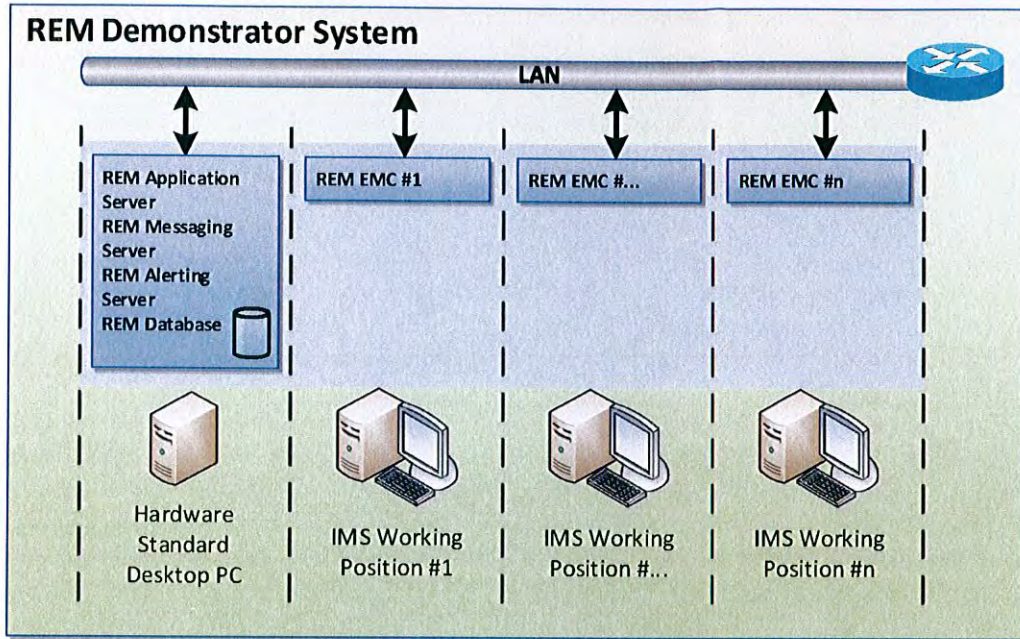 REM Demonstrator System
LAN
REM Application
Server
REM Messaging
Server
REM Alerting
Server
REM Database
REM EMC #1
REM EMC #...
REM EMC #n
Hardware
Standard
Desktop PC
IMS Working
Position #1
IMS Working
Position #...
IMS Working
Position #n